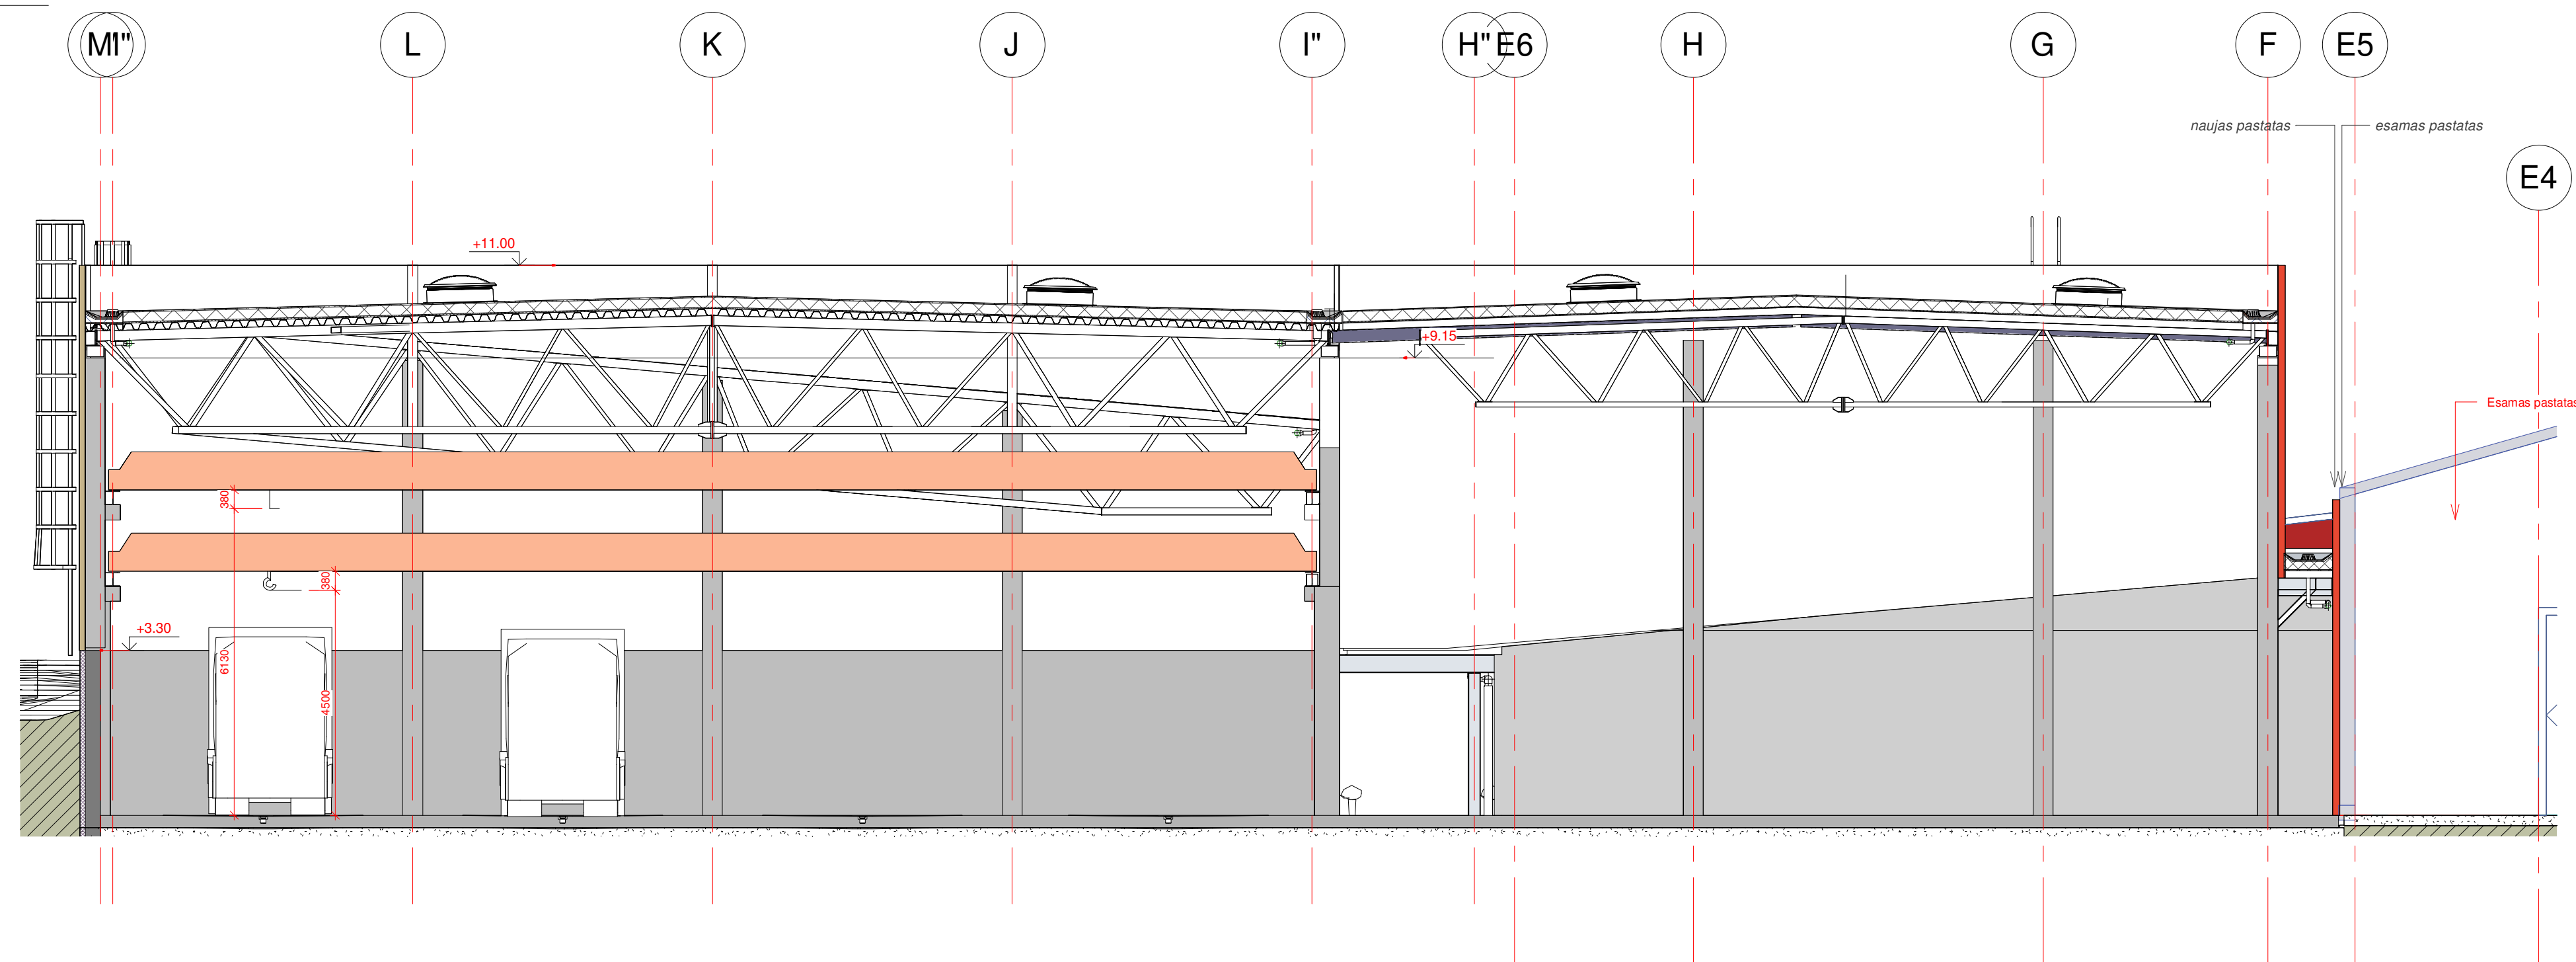 M
M"
L
K
J
I"
H"
E6
H
G
F
E5
naujas pastatas
esamas pastatas
E4
+11.00
+9.15
Esamas pastatas
380
380
+3.30
6130
4500